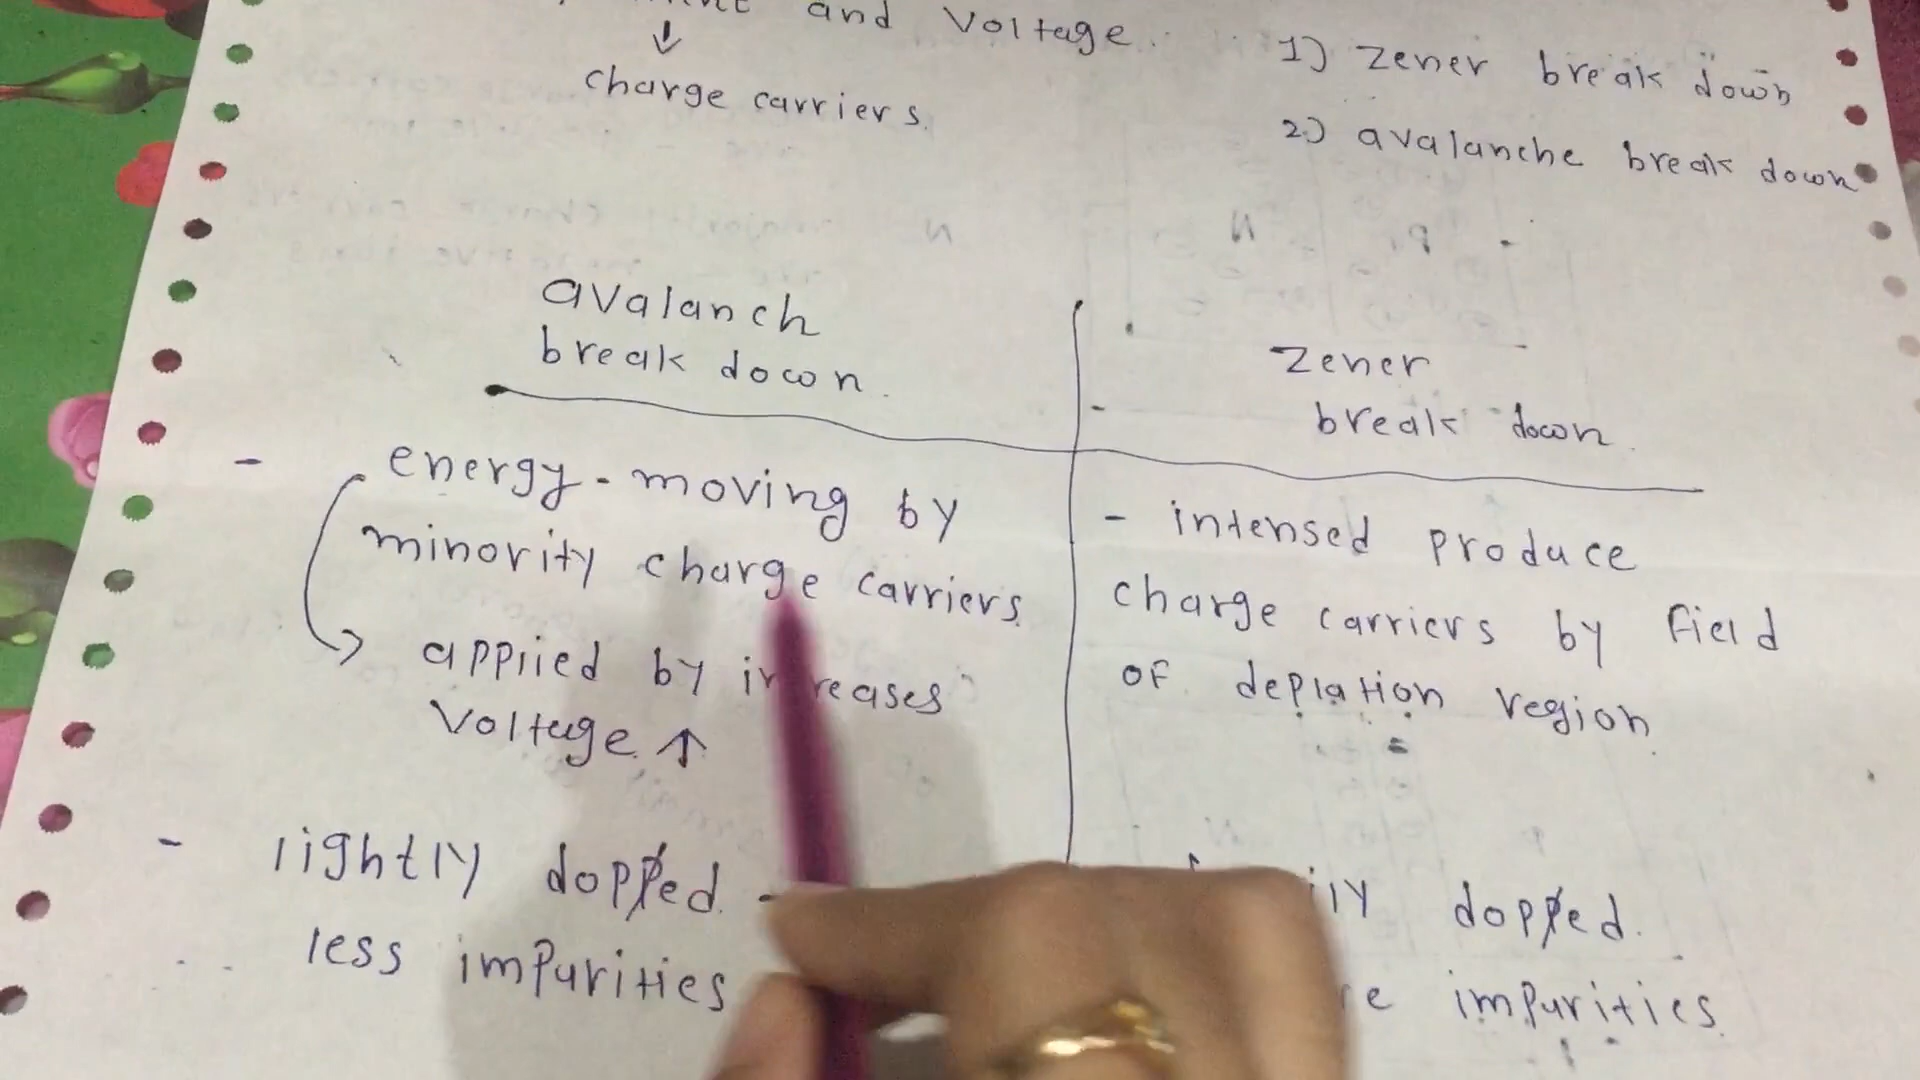 and Voltage.
charge carriers.
1) Zener break down
2) avalanche break down
avalanch
break down.
Zener
break down.
- energy - moving by
minority charge carriers.
applied by increases
Voltage ↑
- intensed produce
charge carriers by field
of deplation region.
- lightly dopped. -
less impurities
dopped.
impurities.